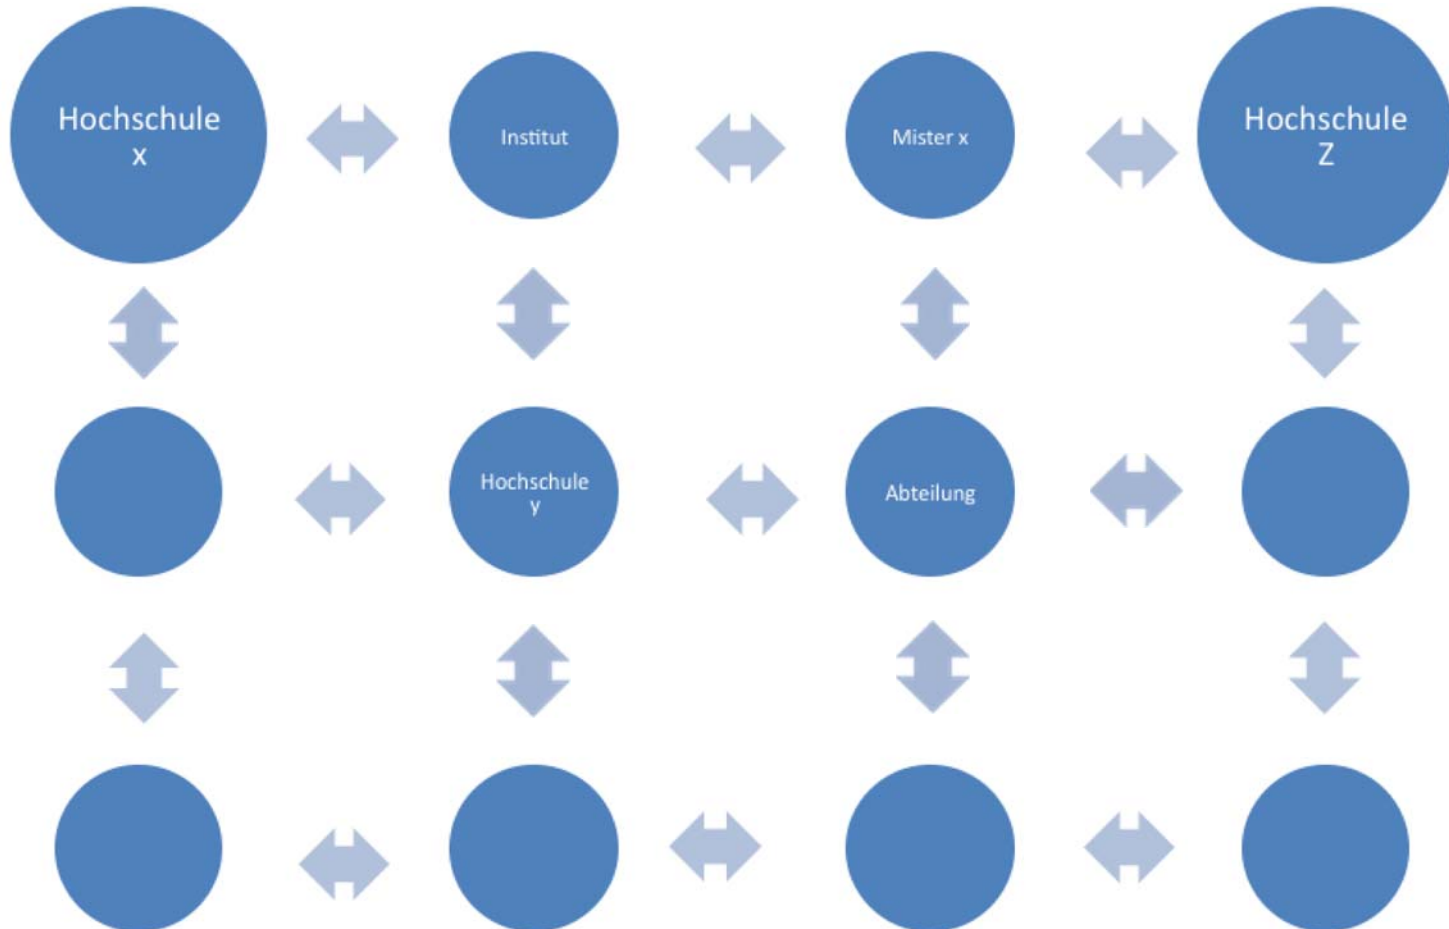 Hochschule
x
Institut
Mister x
Hochschule
Z
Hochschule
y
Abteilung